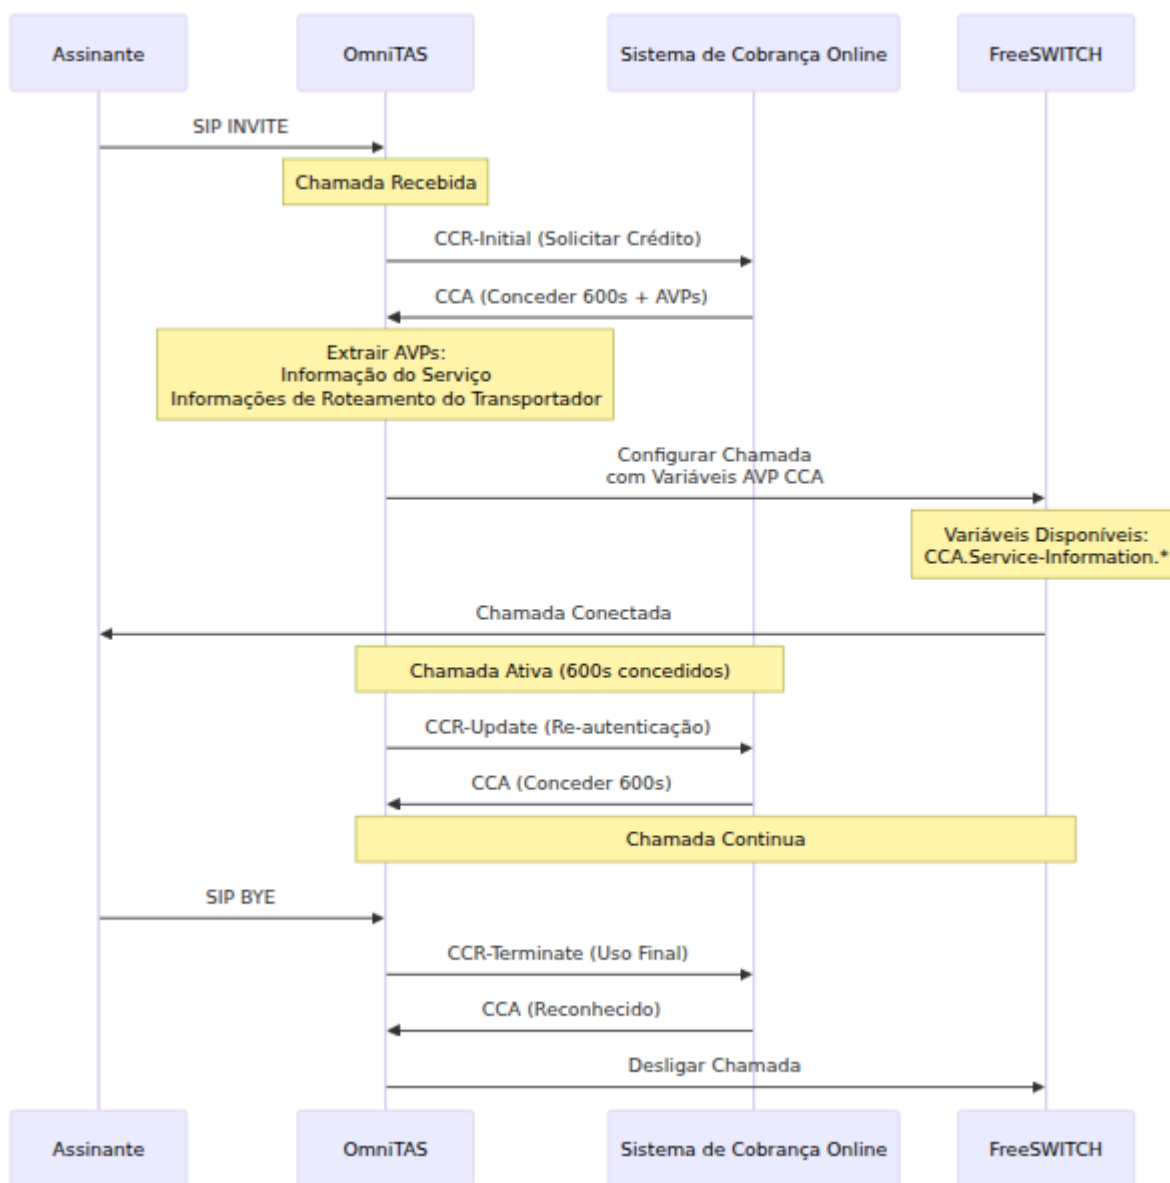 Assinante
OmniTAS
Sistema de Cobrança Online
FreeSWITCH
SIP INVITE
Chamada Recebida
CCR-Initial (Solicitar Crédito)
CCA (Conceder 600s + AVPs)
Extrair AVPs:
Informação do Serviço
Informações de Roteamento do Transportador
Configurar Chamada
com Variáveis AVP CCA
Variáveis Disponíveis:
CCA.Service-Information.*
Chamada Conectada
Chamada Ativa (600s concedidos)
CCR-Update (Re-autenticação)
CCA (Conceder 600s)
Chamada Continua
SIP BYE
CCR-Terminate (Uso Final)
CCA (Reconhecido)
Desligar Chamada
Assinante
OmniTAS
Sistema de Cobrança Online
FreeSWITCH